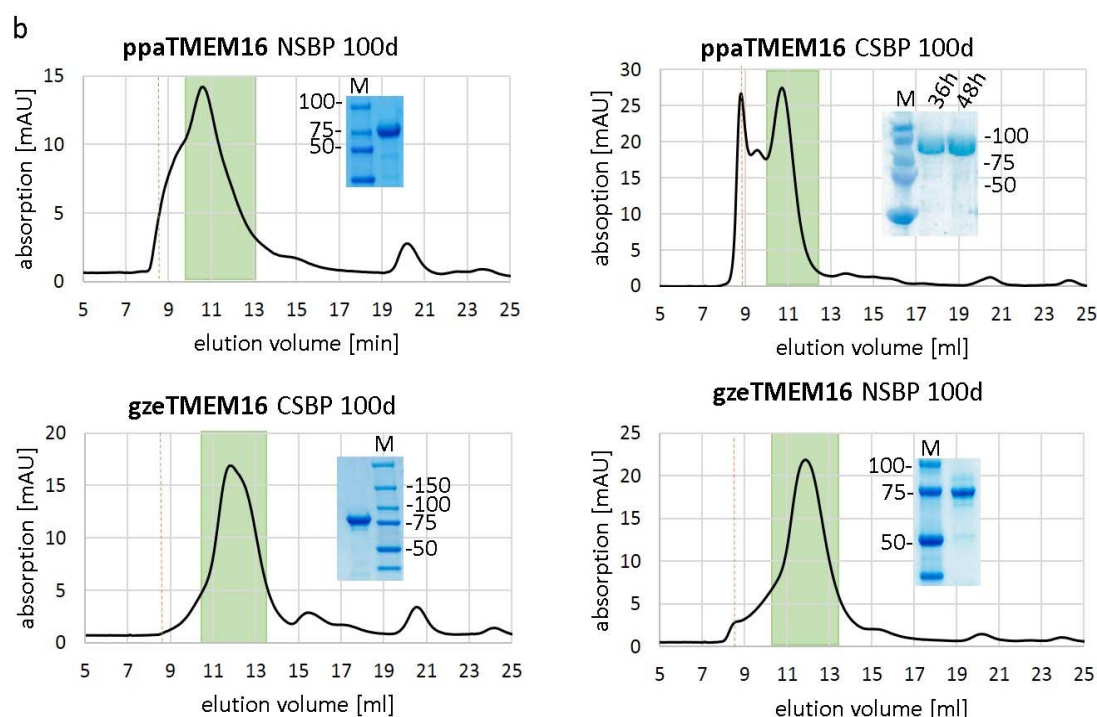 b
ppaTMEM16 NSBP 100d
15
10
5
0
absorption [mAU]
M
100-
75-
50-
5 7 9 11 13 15 17 19 21 23 25
elution volume [min]
ppaTMEM16 CSBP 100d
30
25
20
15
10
5
0
absoption [mAU]
M 36h 48h
-100
-75
-50
5 7 9 11 13 15 17 19 21 23 25
elution volume [ml]
gzeTMEM16 CSBP 100d
20
15
10
5
0
absorption [mAU]
M
-150
-100
-75
-50
5 7 9 11 13 15 17 19 21 23 25
elution volume [ml]
gzeTMEM16 NSBP 100d
25
20
15
10
5
0
absorption [mAU]
M
100-
75-
50-
5 7 9 11 13 15 17 19 21 23 25
elution volume [ml]